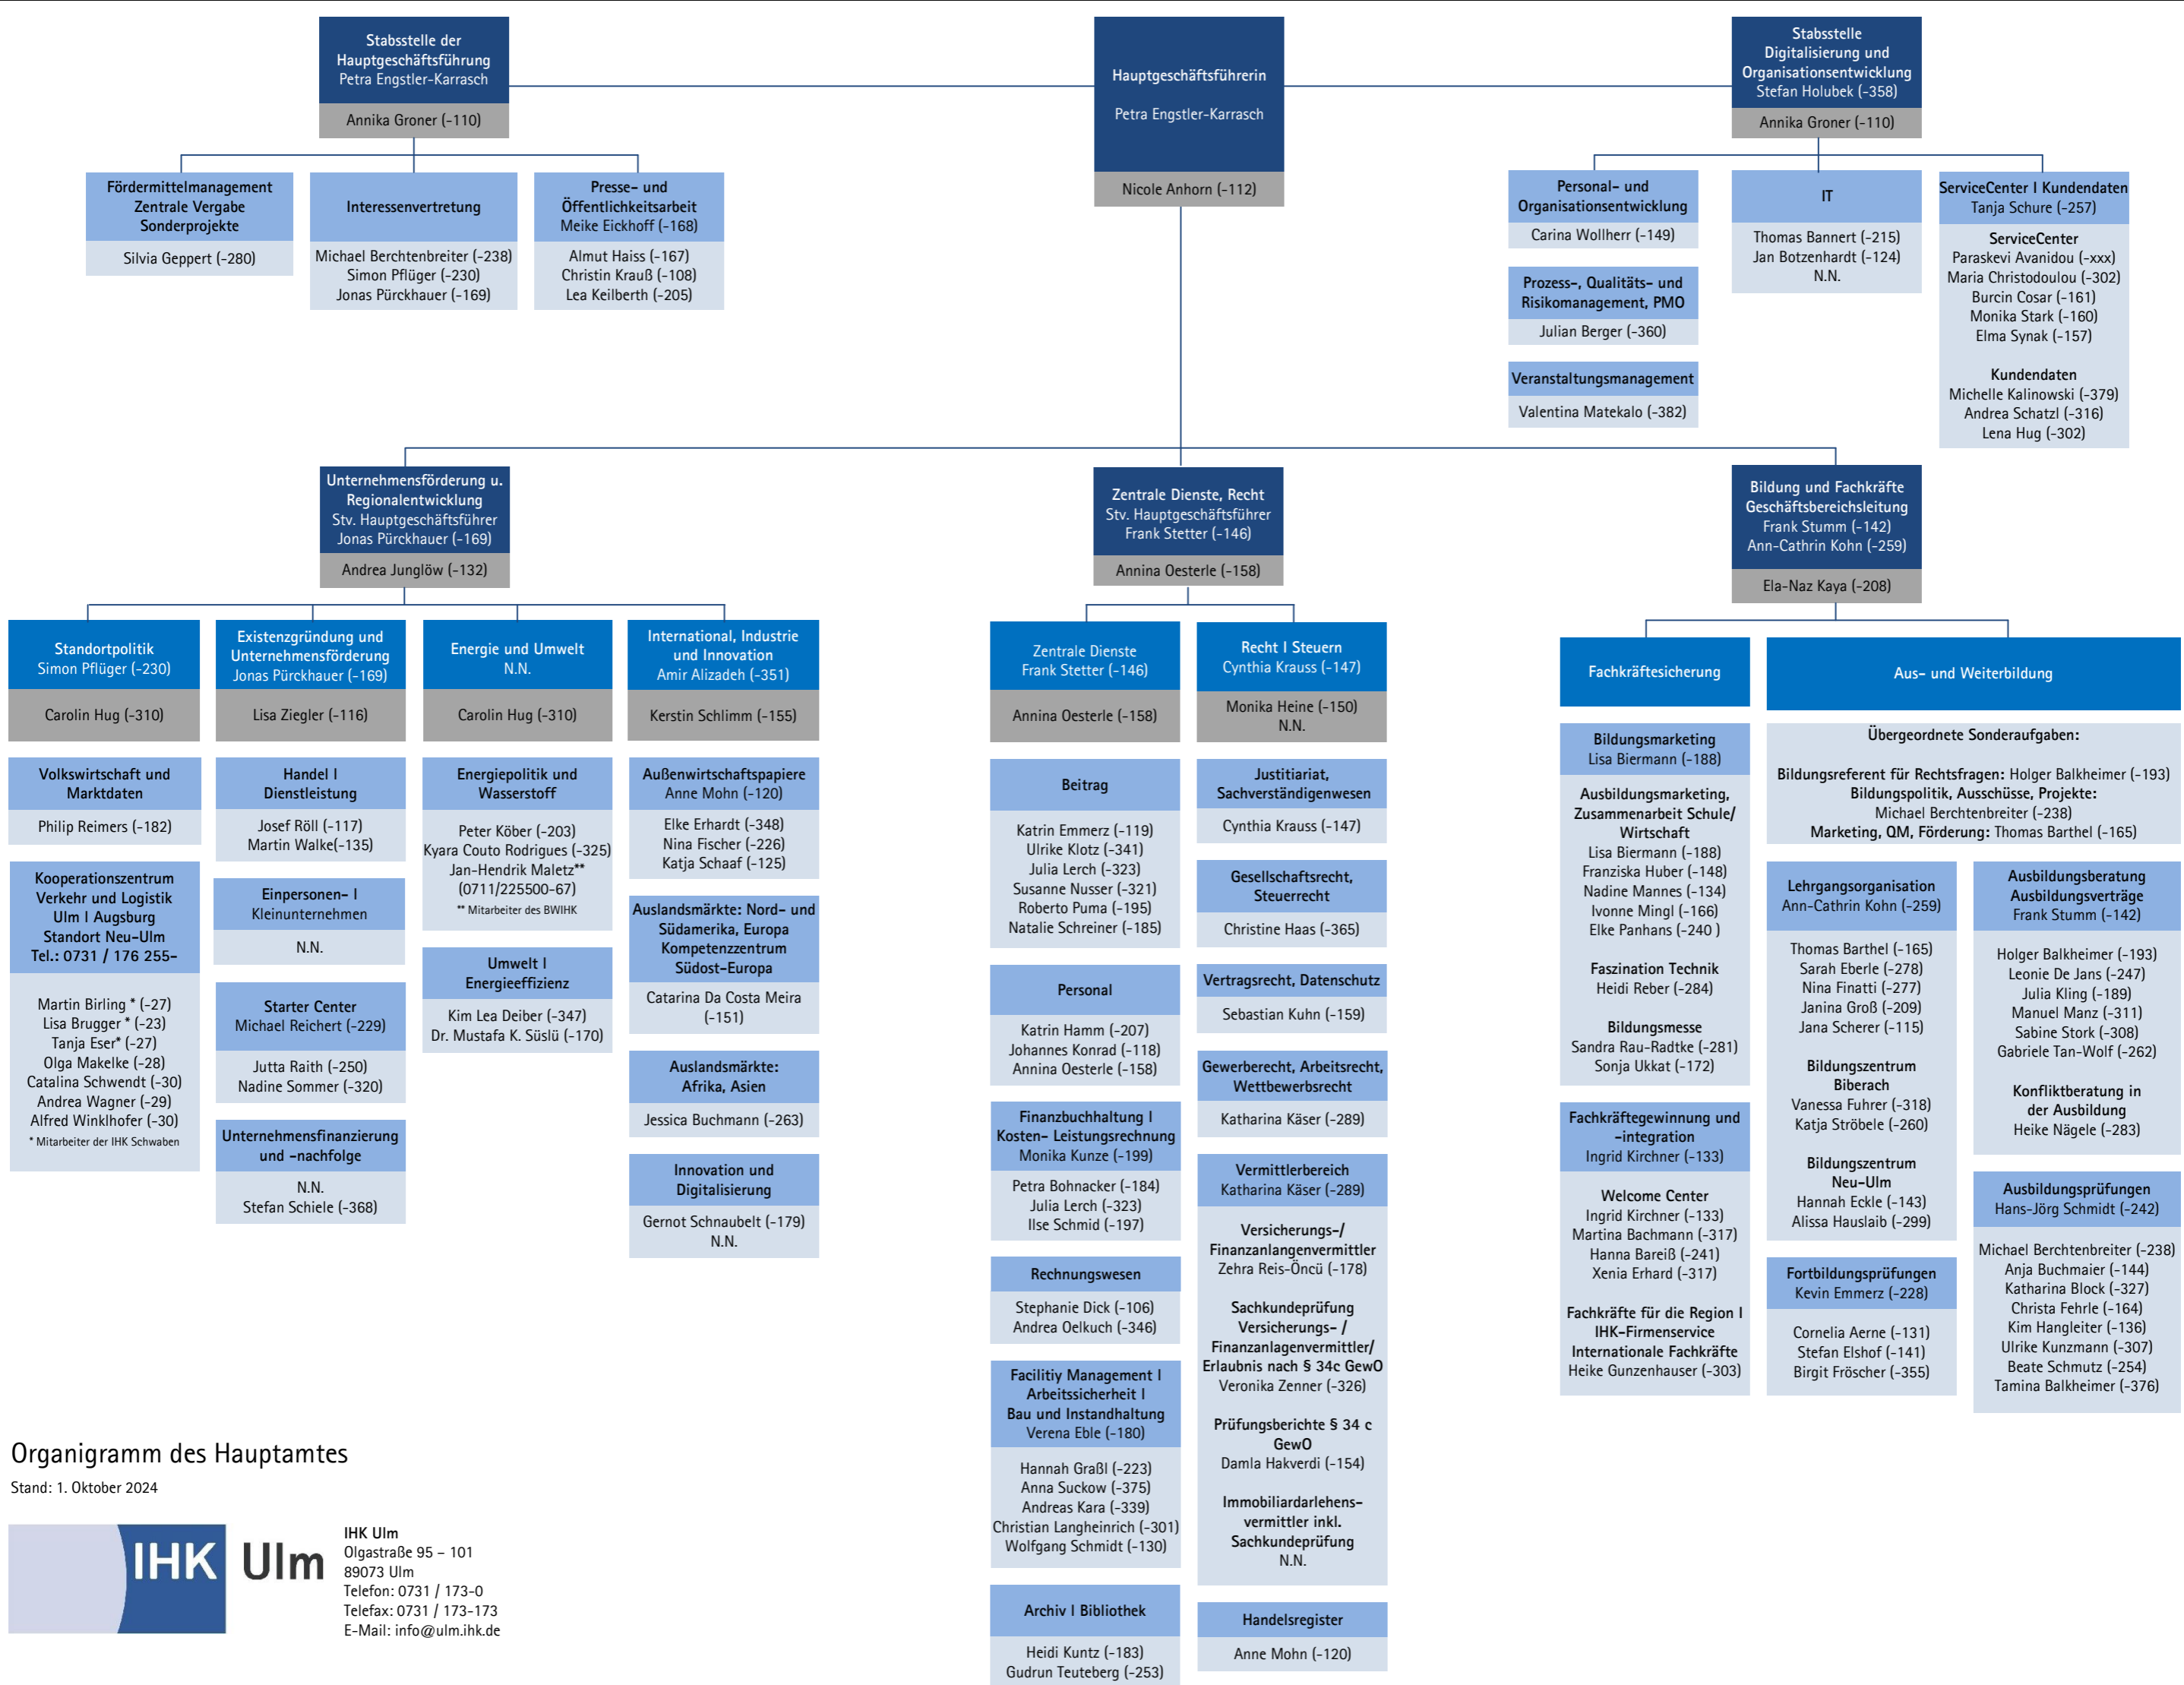 Stabsstelle der
Hauptgeschäftsführung
Petra Engstler-Karrasch
Annika Groner (-110)
Hauptgeschäftsführerin
Petra Engstler-Karrasch
Nicole Anhorn (-112)
Stabsstelle
Digitalisierung und
Organisationsentwicklung
Stefan Holubek (-358)
Annika Groner (-110)
Fördermittelmanagement
Zentrale Vergabe
Sonderprojekte
Silvia Geppert (-280)
Interessenvertretung
Michael Berchtenbreiter (-238)
Simon Pflüger (-230)
Jonas Pürckhauer (-169)
Presse- und
Öffentlichkeitsarbeit
Meike Eickhoff (-168)
Almut Haiss (-167)
Christin Krauß (-108)
Lea Keilberth (-205)
Personal- und
Organisationsentwicklung
Carina Wollherr (-149)
Prozess-, Qualitäts- und
Risikomanagement, PMO
Julian Berger (-360)
Veranstaltungsmanagement
Valentina Matekalo (-382)
IT
Thomas Bannert (-215)
Jan Botzenhardt (-124)
N.N.
ServiceCenter I Kundendaten
Tanja Schure (-257)
ServiceCenter
Paraskevi Avanidou (-xxx)
Maria Christodoulou (-302)
Burcin Cosar (-161)
Monika Stark (-160)
Elma Synak (-157)
Kundendaten
Michelle Kalinowski (-379)
Andrea Schatzl (-316)
Lena Hug (-302)
Unternehmensförderung u.
Regionalentwicklung
Stv. Hauptgeschäftsführer
Jonas Pürckhauer (-169)
Andrea Junglöw (-132)
Zentrale Dienste, Recht
Stv. Hauptgeschäftsführer
Frank Stetter (-146)
Annina Oesterle (-158)
Bildung und Fachkräfte
Geschäftsbereichsleitung
Frank Stumm (-142)
Ann-Cathrin Kohn (-259)
Ela-Naz Kaya (-208)
Standortpolitik
Simon Pflüger (-230)
Carolin Hug (-310)
Volkswirtschaft und
Marktdaten
Philip Reimers (-182)
Kooperationszentrum
Verkehr und Logistik
Ulm I Augsburg
Standort Neu-Ulm
Tel.: 0731 / 176 255-
Martin Birling * (-27)
Lisa Brugger * (-23)
Tanja Eser* (-27)
Olga Makelke (-28)
Catalina Schwendt (-30)
Andrea Wagner (-29)
Alfred Winklhofer (-30)
* Mitarbeiter der IHK Schwaben
Existenzgründung und
Unternehmensförderung
Jonas Pürckhauer (-169)
Lisa Ziegler (-116)
Handel I
Dienstleistung
Josef Röll (-117)
Martin Walke(-135)
Einpersonen- I
Kleinunternehmen
N.N.
Starter Center
Michael Reichert (-229)
Jutta Raith (-250)
Nadine Sommer (-320)
Unternehmensfinanzierung
und -nachfolge
N.N.
Stefan Schiele (-368)
Energie und Umwelt
N.N.
Carolin Hug (-310)
Energiepolitik und
Wasserstoff
Peter Köber (-203)
Kyara Couto Rodrigues (-325)
Jan-Hendrik Maletz**
(0711/225500-67)
** Mitarbeiter des BWIHK
Umwelt I
Energieeffizienz
Kim Lea Deiber (-347)
Dr. Mustafa K. Süslü (-170)
International, Industrie
und Innovation
Amir Alizadeh (-351)
Kerstin Schlimm (-155)
Außenwirtschaftspapiere
Anne Mohn (-120)
Elke Erhardt (-348)
Nina Fischer (-226)
Katja Schaaf (-125)
Auslandsmärkte: Nord- und
Südamerika, Europa
Kompetenzzentrum
Südost-Europa
Catarina Da Costa Meira
(-151)
Auslandsmärkte:
Afrika, Asien
Jessica Buchmann (-263)
Innovation und
Digitalisierung
Gernot Schnaubelt (-179)
N.N.
Zentrale Dienste
Frank Stetter (-146)
Annina Oesterle (-158)
Beitrag
Katrin Emmerz (-119)
Ulrike Klotz (-341)
Julia Lerch (-323)
Susanne Nusser (-321)
Roberto Puma (-195)
Natalie Schreiner (-185)
Personal
Katrin Hamm (-207)
Johannes Konrad (-118)
Annina Oesterle (-158)
Finanzbuchhaltung I
Kosten- Leistungsrechnung
Monika Kunze (-199)
Petra Bohnacker (-184)
Julia Lerch (-323)
Ilse Schmid (-197)
Rechnungswesen
Stephanie Dick (-106)
Andrea Oelkuch (-346)
Facilitiy Management I
Arbeitssicherheit I
Bau und Instandhaltung
Verena Eble (-180)
Hannah Graßl (-223)
Anna Suckow (-375)
Andreas Kara (-339)
Christian Langheinrich (-301)
Wolfgang Schmidt (-130)
Archiv I Bibliothek
Heidi Kuntz (-183)
Gudrun Teuteberg (-253)
Recht I Steuern
Cynthia Krauss (-147)
Monika Heine (-150)
N.N.
Justitiariat,
Sachverständigenwesen
Cynthia Krauss (-147)
Gesellschaftsrecht,
Steuerrecht
Christine Haas (-365)
Vertragsrecht, Datenschutz
Sebastian Kuhn (-159)
Gewerberecht, Arbeitsrecht,
Wettbewerbsrecht
Katharina Käser (-289)
Vermittlerbereich
Katharina Käser (-289)
Versicherungs-/
Finanzanlangenvermittler
Zehra Reis-Öncü (-178)
Sachkundeprüfung
Versicherungs- /
Finanzanlagenvermittler/
Erlaubnis nach § 34c GewO
Veronika Zenner (-326)
Prüfungsberichte § 34 c
GewO
Damla Hakverdi (-154)
Immobiliardarlehens-
vermittler inkl.
Sachkundeprüfung
N.N.
Handelsregister
Anne Mohn (-120)
Fachkräftesicherung
Bildungsmarketing
Lisa Biermann (-188)
Ausbildungsmarketing,
Zusammenarbeit Schule/
Wirtschaft
Lisa Biermann (-188)
Franziska Huber (-148)
Nadine Mannes (-134)
Ivonne Mingl (-166)
Elke Panhans (-240 )
Faszination Technik
Heidi Reber (-284)
Bildungsmesse
Sandra Rau-Radtke (-281)
Sonja Ukkat (-172)
Fachkräftegewinnung und
-integration
Ingrid Kirchner (-133)
Welcome Center
Ingrid Kirchner (-133)
Martina Bachmann (-317)
Hanna Bareiß (-241)
Xenia Erhard (-317)
Fachkräfte für die Region I
IHK-Firmenservice
Internationale Fachkräfte
Heike Gunzenhauser (-303)
Aus- und Weiterbildung
Übergeordnete Sonderaufgaben:
Bildungsreferent für Rechtsfragen: Holger Balkheimer (-193)
Bildungspolitik, Ausschüsse, Projekte:
Michael Berchtenbreiter (-238)
Marketing, QM, Förderung: Thomas Barthel (-165)
Lehrgangsorganisation
Ann-Cathrin Kohn (-259)
Thomas Barthel (-165)
Sarah Eberle (-278)
Nina Finatti (-277)
Janina Groß (-209)
Jana Scherer (-115)
Bildungszentrum
Biberach
Vanessa Fuhrer (-318)
Katja Ströbele (-260)
Bildungszentrum
Neu-Ulm
Hannah Eckle (-143)
Alissa Hauslaib (-299)
Fortbildungsprüfungen
Kevin Emmerz (-228)
Cornelia Aerne (-131)
Stefan Elshof (-141)
Birgit Fröscher (-355)
Ausbildungsberatung
Ausbildungsverträge
Frank Stumm (-142)
Holger Balkheimer (-193)
Leonie De Jans (-247)
Julia Kling (-189)
Manuel Manz (-311)
Sabine Stork (-308)
Gabriele Tan-Wolf (-262)
Konfliktberatung in
der Ausbildung
Heike Nägele (-283)
Ausbildungsprüfungen
Hans-Jörg Schmidt (-242)
Michael Berchtenbreiter (-238)
Anja Buchmaier (-144)
Katharina Block (-327)
Christa Fehrle (-164)
Kim Hangleiter (-136)
Ulrike Kunzmann (-307)
Beate Schmutz (-254)
Tamina Balkheimer (-376)
Organigramm des Hauptamtes
Stand: 1. Oktober 2024
IHK Ulm
IHK Ulm
Olgastraße 95 – 101
89073 Ulm
Telefon: 0731 / 173-0
Telefax: 0731 / 173-173
E-Mail: info@ulm.ihk.de